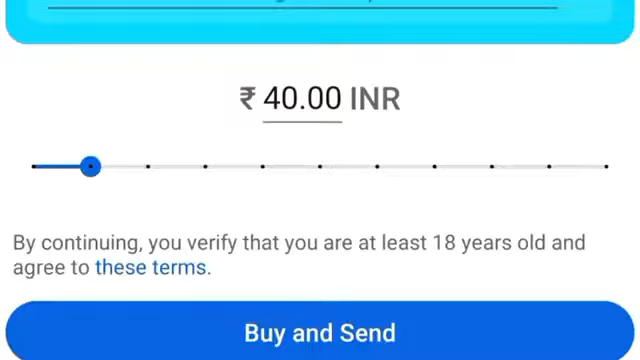 ₹ 40.00 INR
By continuing, you verify that you are at least 18 years old and
agree to these terms.
Buy and Send